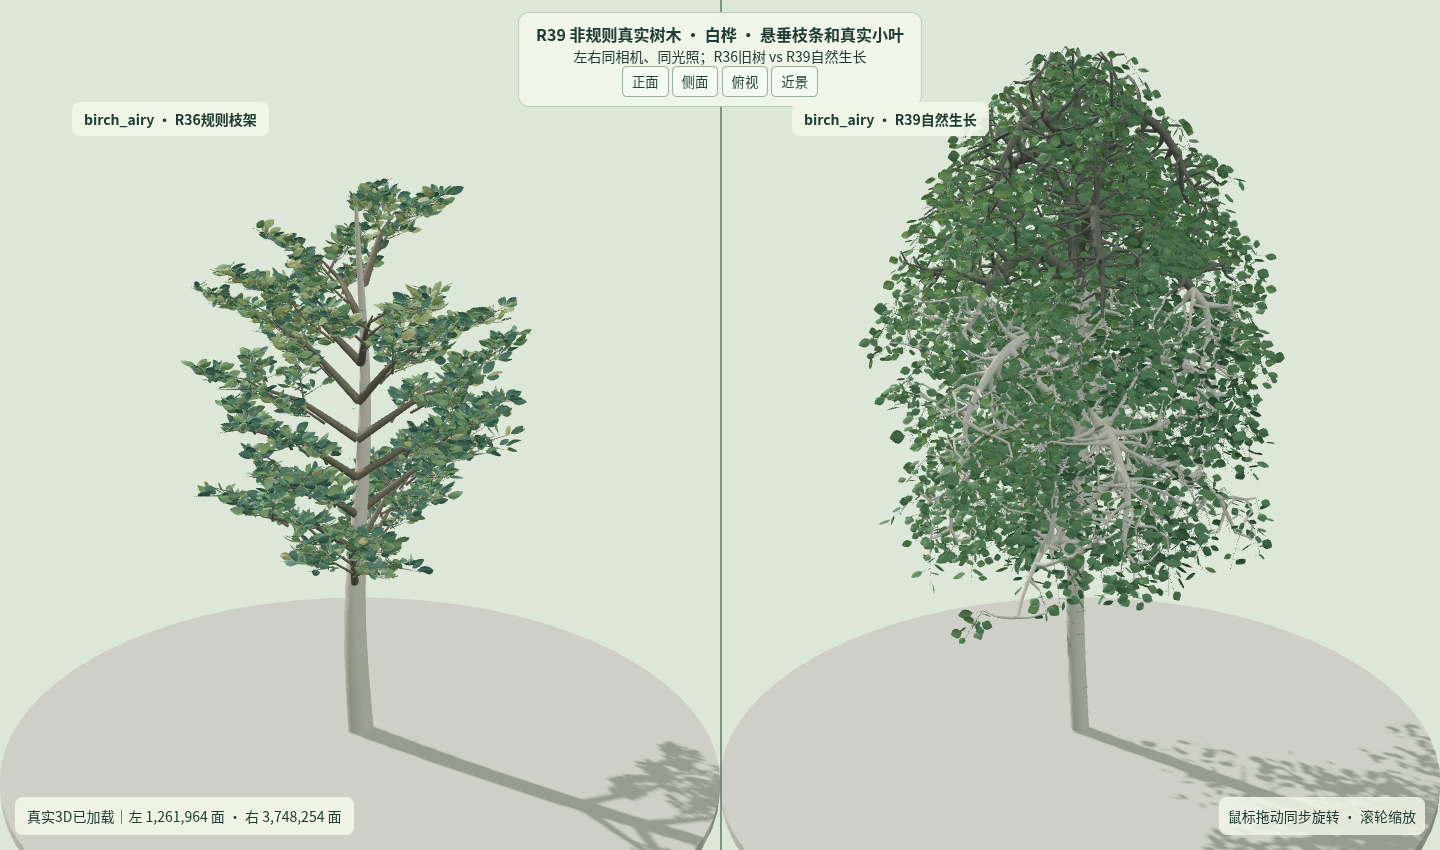 R39 非规则真实树木 · 白桦 · 悬垂枝条和真实小叶
左右同相机、同光照；R36旧树 vs R39自然生长
正面 侧面 俯视 近景
birch_airy · R36规则枝架
birch_airy · R39自然生长
真实3D已加载｜左 1,261,964 面 · 右 3,748,254 面
鼠标拖动同步旋转 · 滚轮缩放